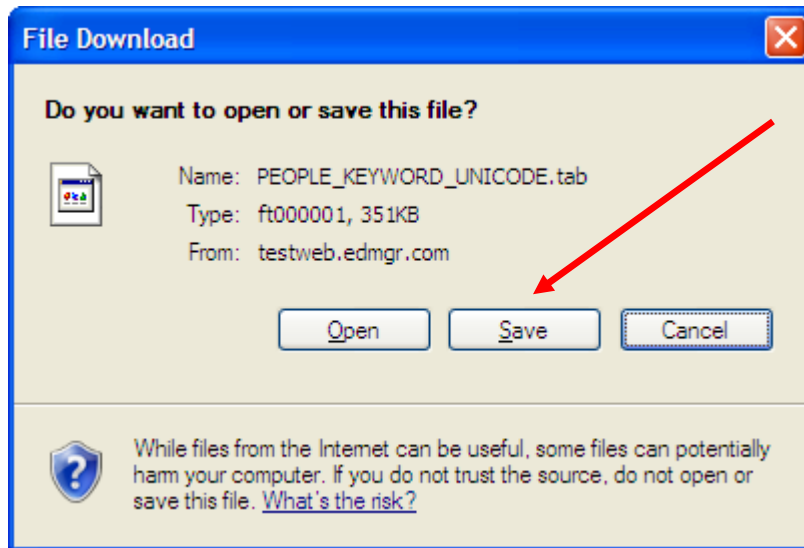 File Download
Do you want to open or save this file?
Name: PEOPLE_KEYWORD_UNICODE.tab
Type: ft000001, 351KB
From: testweb.edmgr.com
Open Save Cancel
While files from the Internet can be useful, some files can potentially
harm your computer. If you do not trust the source, do not open or
save this file. What's the risk?